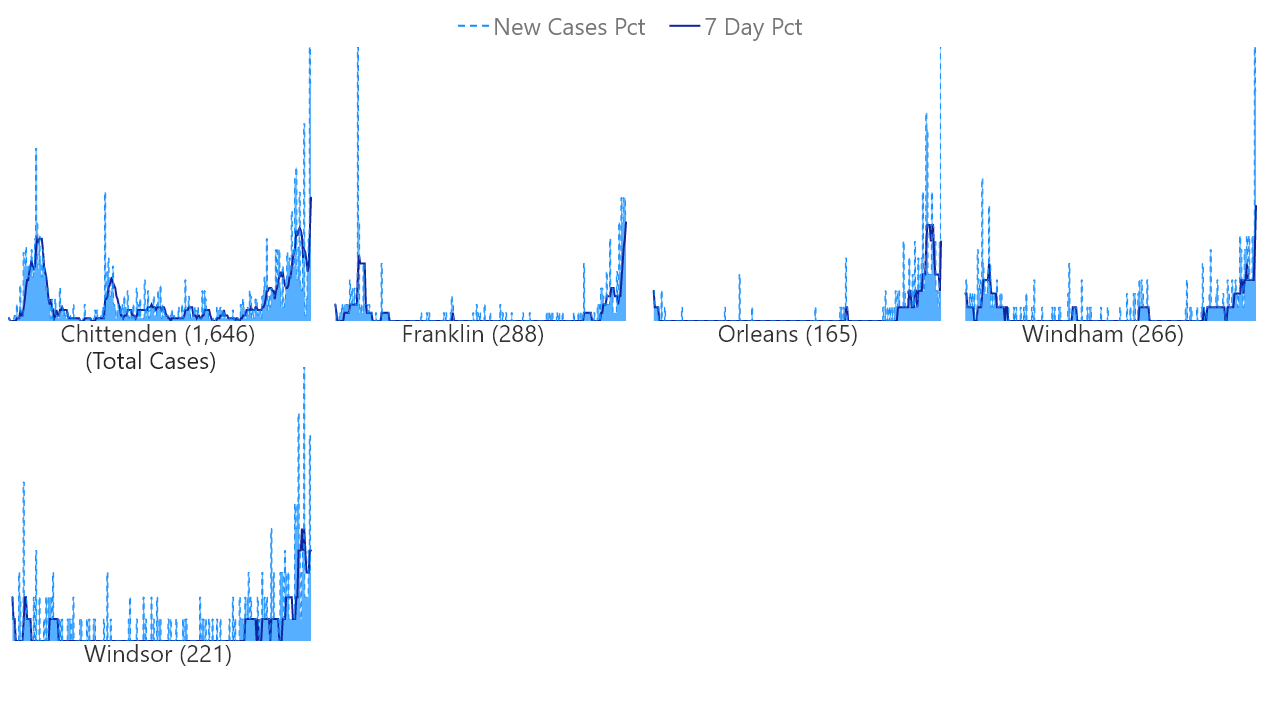 New Cases Pct 7 Day Pct
Chittenden (1,646) Franklin (288) Orleans (165) Windham (266)
(Total Cases)
Windsor (221)